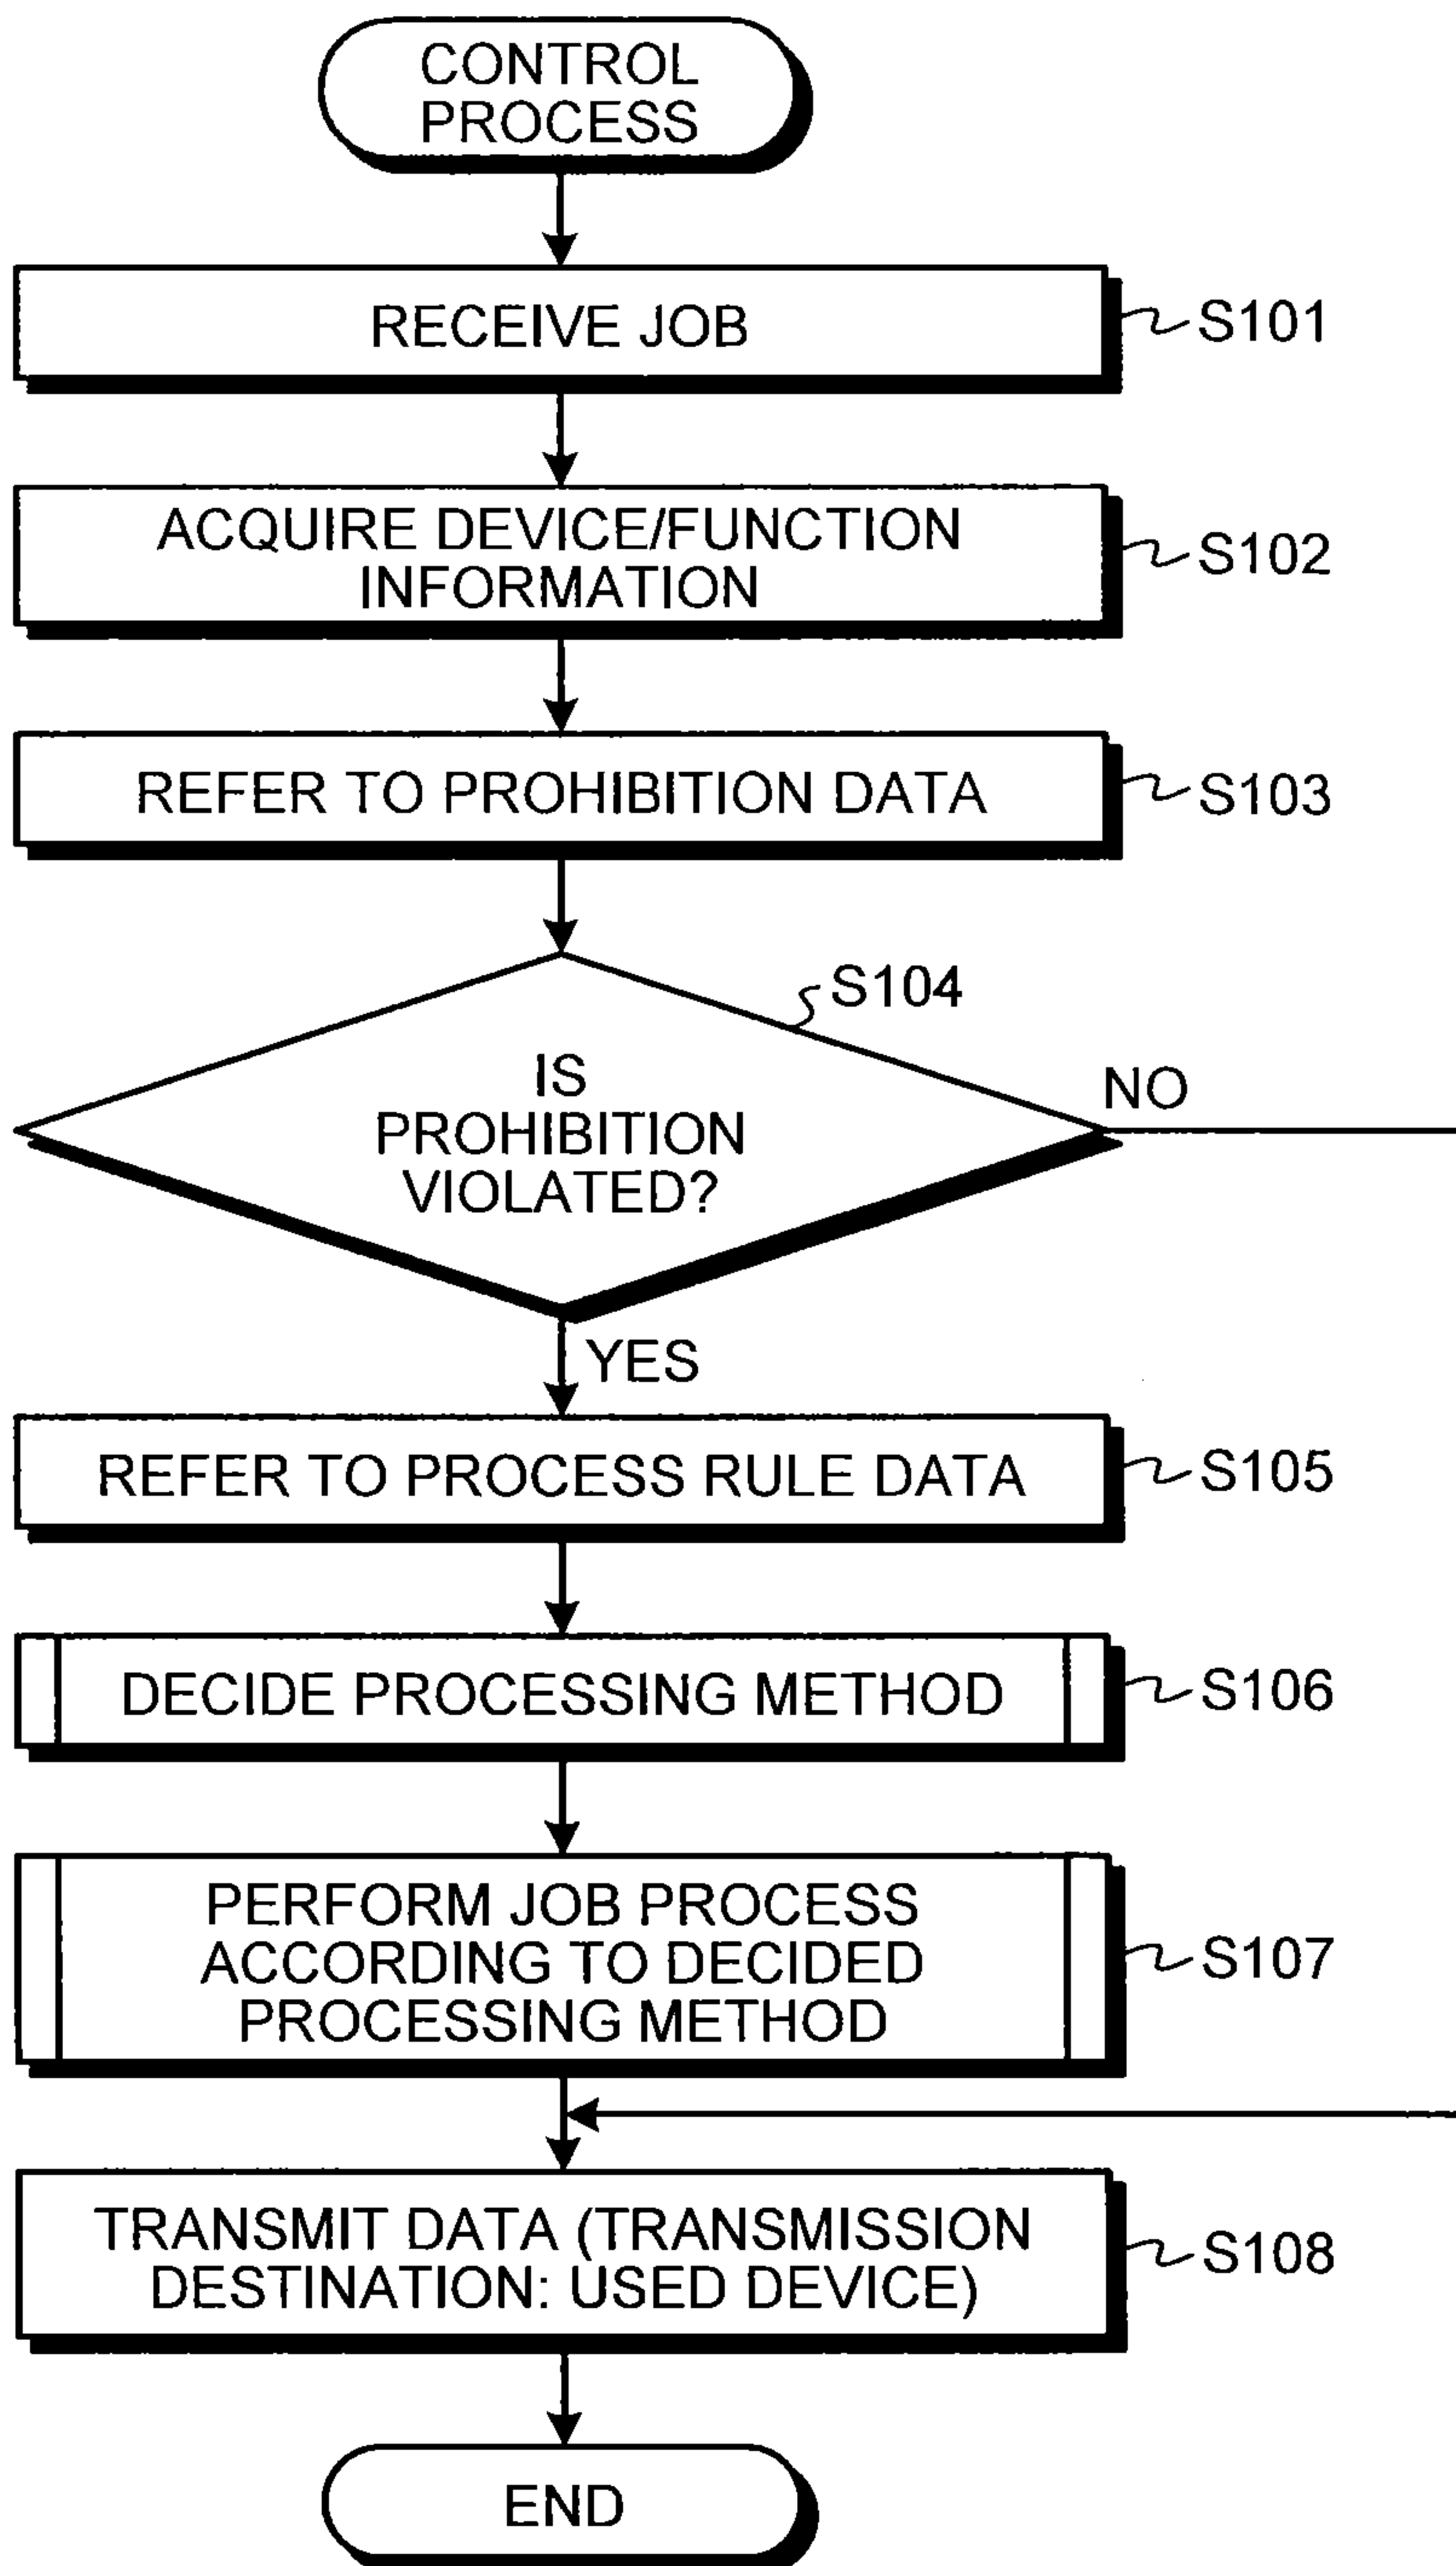 CONTROL
PROCESS
RECEIVE JOB
S101
ACQUIRE DEVICE/FUNCTION
INFORMATION
S102
REFER TO PROHIBITION DATA
S103
S104
IS
PROHIBITION
VIOLATED?
NO
YES
REFER TO PROCESS RULE DATA
S105
DECIDE PROCESSING METHOD
S106
PERFORM JOB PROCESS
ACCORDING TO DECIDED
PROCESSING METHOD
S107
TRANSMIT DATA (TRANSMISSION
DESTINATION: USED DEVICE)
S108
END